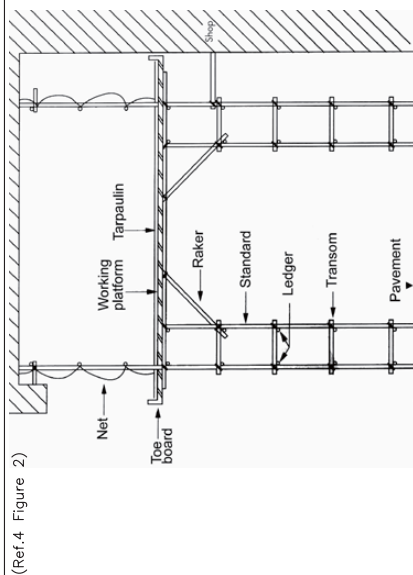 (Ref.4 Figure 2)
Net
Toe
board
Working
platform
Tarpaulin
Raker
Standard
Ledger
Transom
Pavement
Shop